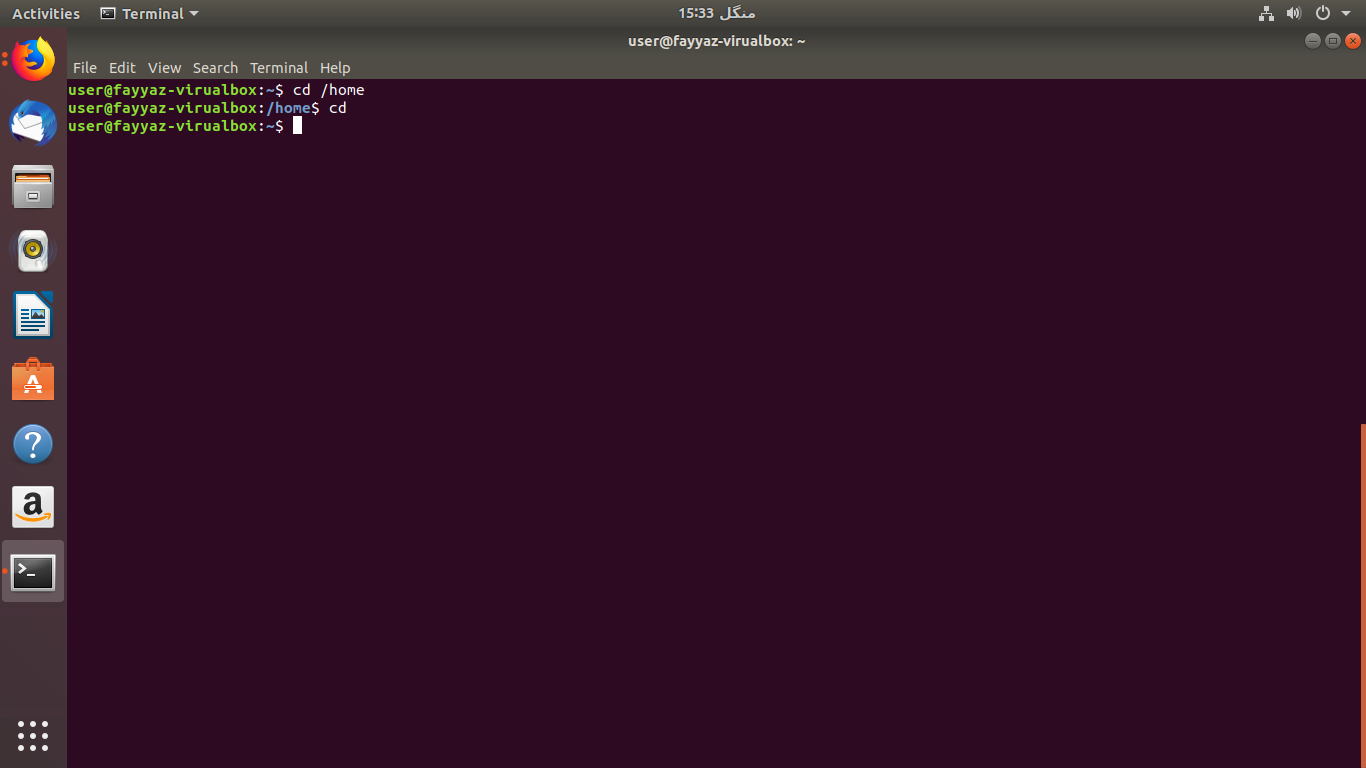 Activities Terminal منگل 15:33
user@fayyaz-virualbox: ~
File Edit View Search Terminal Help
user@fayyaz-virualbox:~$ cd /home
user@fayyaz-virualbox:/home$ cd
user@fayyaz-virualbox:~$